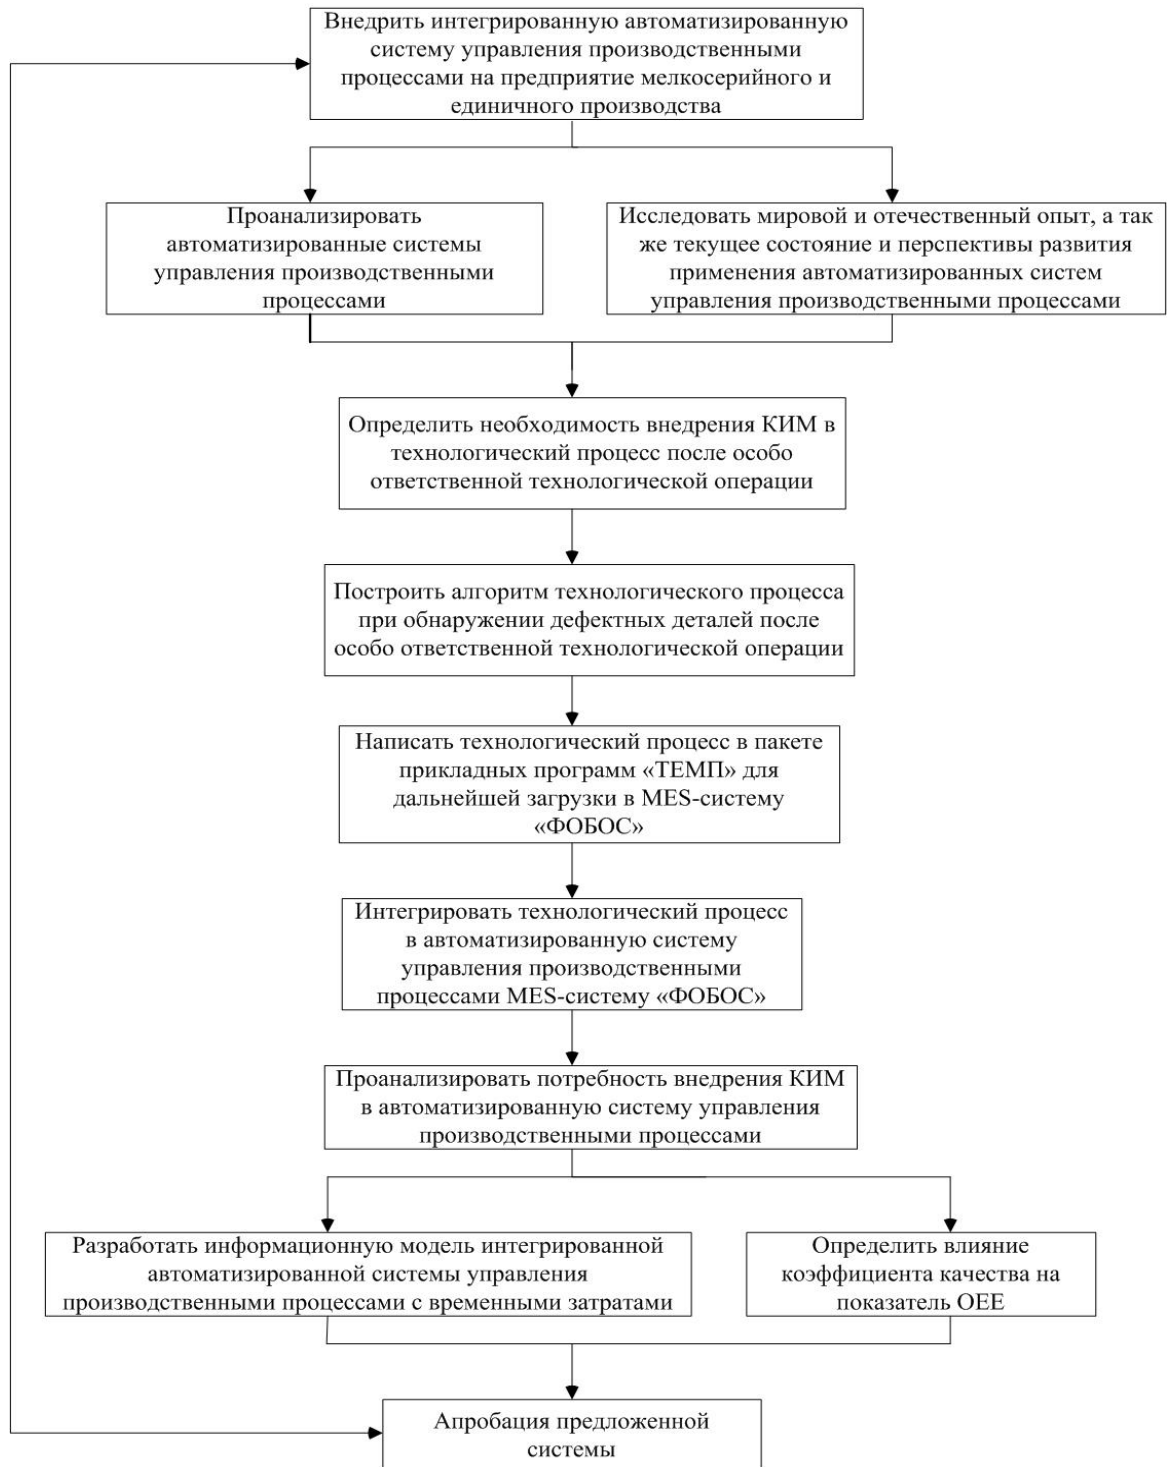 Внедрить интегрированную автоматизированную
систему управления производственными
процессами на предприятие мелкосерийного и
единичного производства
Проанализировать
автоматизированные системы
управления производственными
процессами
Исследовать мировой и отечественный опыт, а так
же текущее состояние и перспективы развития
применения автоматизированных систем
управления производственными процессами
Определить необходимость внедрения КИМ в
технологический процесс после особо
ответственной технологической операции
Построить алгоритм технологического процесса
при обнаружении дефектных деталей после
особо ответственной технологической операции
Написать технологический процесс в пакете
прикладных программ «ТЕМП» для
дальнейшей загрузки в MES-систему
«ФОБОС»
Интегрировать технологический процесс
в автоматизированную систему
управления производственными
процессами MES-систему «ФОБОС»
Проанализировать потребность внедрения КИМ
в автоматизированную систему управления
производственными процессами
Разработать информационную модель интегрированной
автоматизированной системы управления
производственными процессами с временными затратами
Определить влияние
коэффициента качества на
показатель OEE
Апробация предложенной
системы